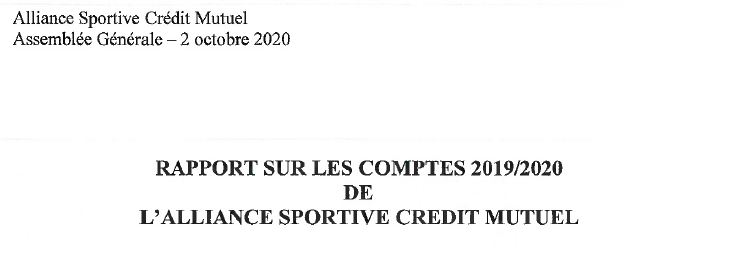 Alliance Sportive Crédit Mutuel
Assemblée Générale – 2 octobre 2020
RAPPORT SUR LES COMPTES 2019/2020
DE
L'ALLIANCE SPORTIVE CREDIT MUTUEL